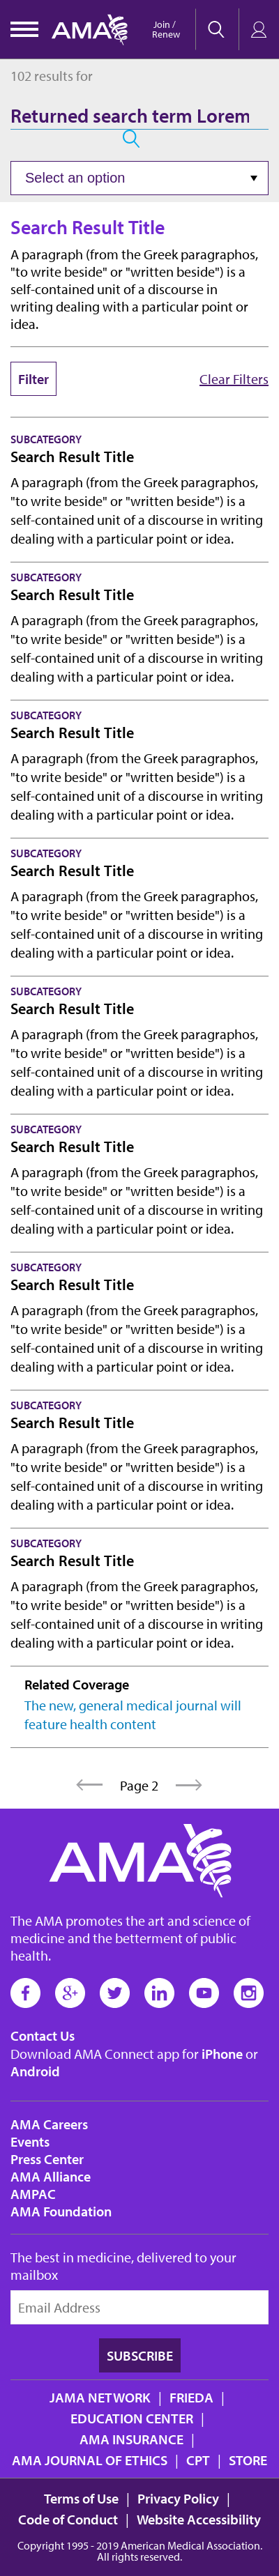 AMA
Join /
Renew
102 results for
Returned search term Lorem
Select an option
Search Result Title
A paragraph (from the Greek paragraphos,
"to write beside" or "written beside") is a
self-contained unit of a discourse in
writing dealing with a particular point or
idea.
Filter Clear Filters
SUBCATEGORY
Search Result Title
A paragraph (from the Greek paragraphos,
"to write beside" or "written beside") is a
self-contained unit of a discourse in writing
dealing with a particular point or idea.
SUBCATEGORY
Search Result Title
A paragraph (from the Greek paragraphos,
"to write beside" or "written beside") is a
self-contained unit of a discourse in writing
dealing with a particular point or idea.
SUBCATEGORY
Search Result Title
A paragraph (from the Greek paragraphos,
"to write beside" or "written beside") is a
self-contained unit of a discourse in writing
dealing with a particular point or idea.
SUBCATEGORY
Search Result Title
A paragraph (from the Greek paragraphos,
"to write beside" or "written beside") is a
self-contained unit of a discourse in writing
dealing with a particular point or idea.
SUBCATEGORY
Search Result Title
A paragraph (from the Greek paragraphos,
"to write beside" or "written beside") is a
self-contained unit of a discourse in writing
dealing with a particular point or idea.
SUBCATEGORY
Search Result Title
A paragraph (from the Greek paragraphos,
"to write beside" or "written beside") is a
self-contained unit of a discourse in writing
dealing with a particular point or idea.
SUBCATEGORY
Search Result Title
A paragraph (from the Greek paragraphos,
"to write beside" or "written beside") is a
self-contained unit of a discourse in writing
dealing with a particular point or idea.
SUBCATEGORY
Search Result Title
A paragraph (from the Greek paragraphos,
"to write beside" or "written beside") is a
self-contained unit of a discourse in writing
dealing with a particular point or idea.
SUBCATEGORY
Search Result Title
A paragraph (from the Greek paragraphos,
"to write beside" or "written beside") is a
self-contained unit of a discourse in writing
dealing with a particular point or idea.
Related Coverage
The new, general medical journal will
feature health content
Page 2
AMA
The AMA promotes the art and science of
medicine and the betterment of public
health.
Contact Us
Download AMA Connect app for iPhone or
Android
AMA Careers
Events
Press Center
AMA Alliance
AMPAC
AMA Foundation
The best in medicine, delivered to your
mailbox
Email Address
SUBSCRIBE
JAMA NETWORK | FRIEDA |
EDUCATION CENTER |
AMA INSURANCE |
AMA JOURNAL OF ETHICS | CPT | STORE
Terms of Use | Privacy Policy |
Code of Conduct | Website Accessibility
Copyright 1995 - 2019 American Medical Association.
All rights reserved.